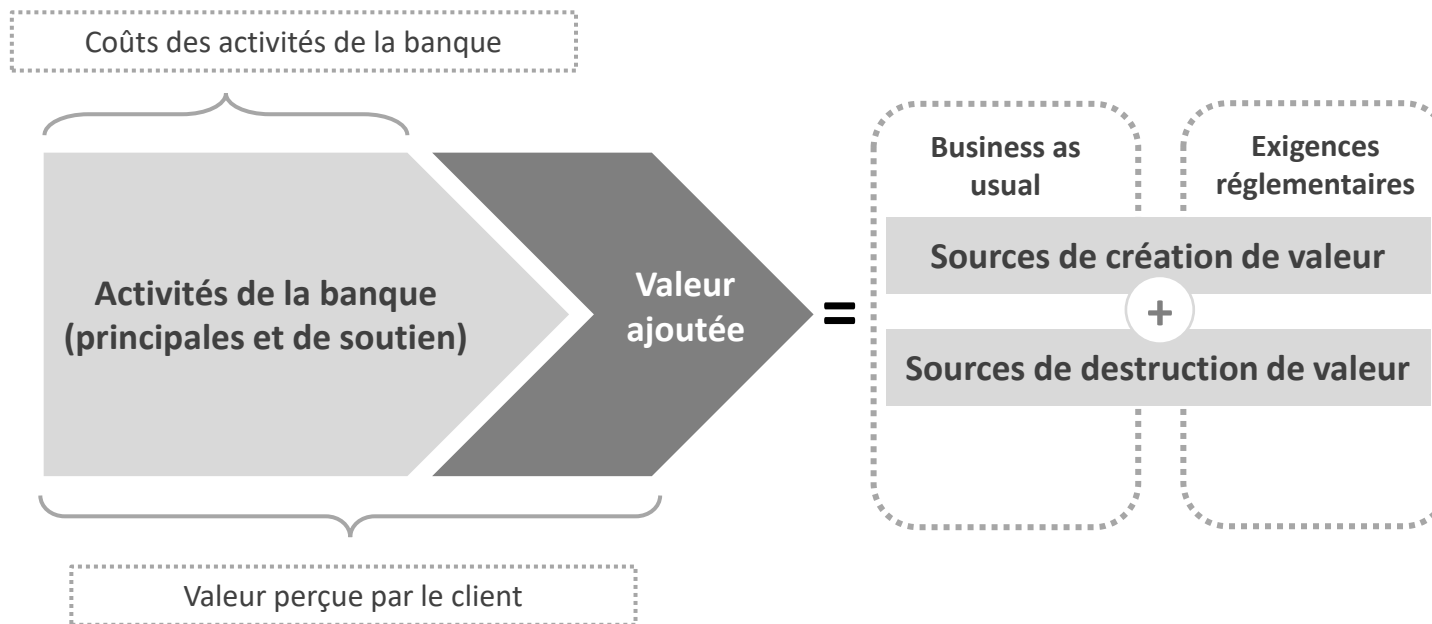 Coûts des activités de la banque
Activités de la banque
(principales et de soutien)
Valeur
ajoutée
=
Business as
usual
Exigences
réglementaires
Sources de création de valeur
+
Sources de destruction de valeur
Valeur perçue par le client